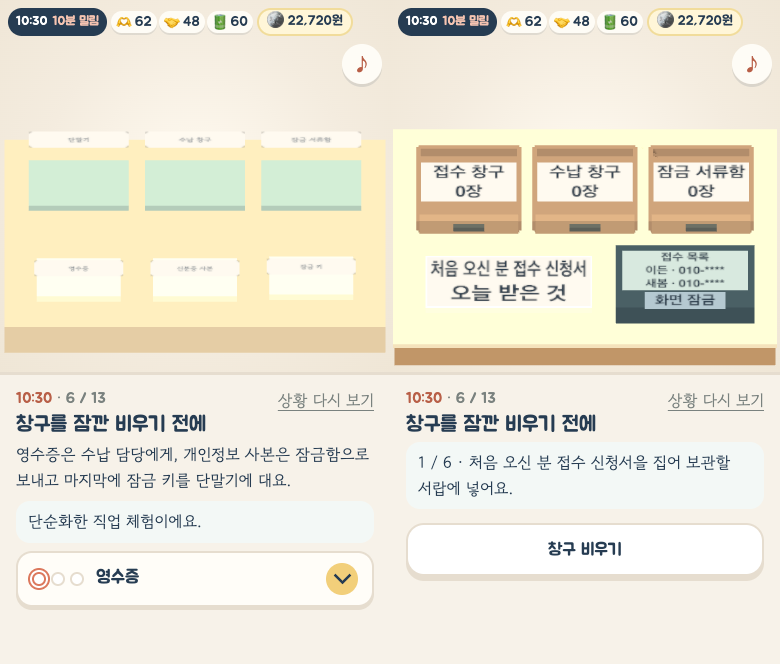 10:30 10분 밀림 62 48 60 22,720원
단말기 수납 창구 잠금 서류함
영수증 신분증 사본 잠금 키
10:30 · 6 / 13 상황 다시 보기
창구를 잠깐 비우기 전에
영수증은 수납 담당에게, 개인정보 사본은 잠금함으로
보내고 마지막에 잠금 키를 단말기에 대요.
단순화한 직업 체험이에요.
영수증
10:30 10분 밀림 62 48 60 22,720원
접수 창구
0장
수납 창구
0장
잠금 서류함
0장
처음 오신 분 접수 신청서
오늘 받은 것
접수 목록
이든 · 010-****
새봄 · 010-****
화면 잠금
10:30 · 6 / 13 상황 다시 보기
창구를 잠깐 비우기 전에
1 / 6 · 처음 오신 분 접수 신청서을 집어 보관할
서랍에 넣어요.
창구 비우기